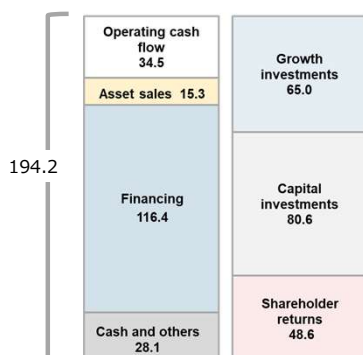 194.2
Operating cash
flow
34.5
Asset sales 15.3
Financing
116.4
Cash and others
28.1
Growth
investments
65.0
Capital
investments
80.6
Shareholder
returns
48.6